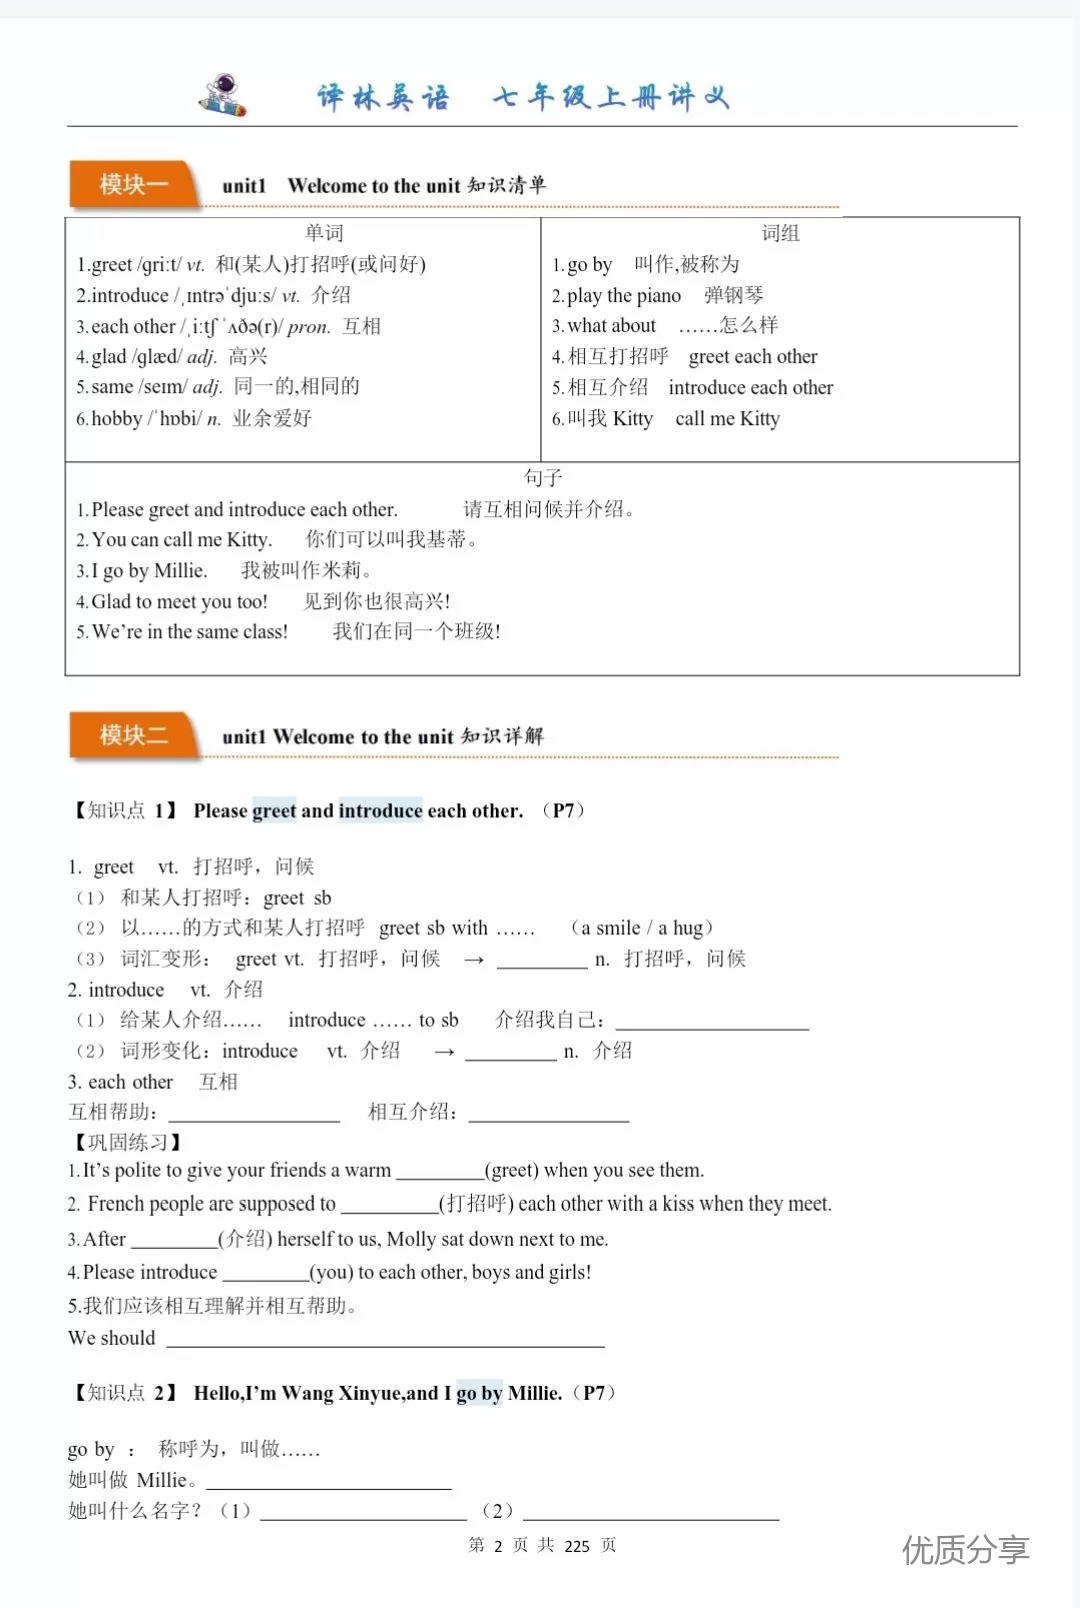 译林英语 七年级上册讲义
模块一 unit1 Welcome to the unit 知识清单
单词
1.greet /ɡriːt/ vt. 和(某人)打招呼(或问好)
2.introduce /ˌɪntrəˈdjuːs/ vt. 介绍
3.each other /ˌiːtʃ ˈʌðə(r)/ pron. 互相
4.glad /ɡlæd/ adj. 高兴
5.same /seɪm/ adj. 同一的,相同的
6.hobby /ˈhɒbi/ n. 业余爱好
词组
1.go by 叫作,被称为
2.play the piano 弹钢琴
3.what about ……怎么样
4.相互打招呼 greet each other
5.相互介绍 introduce each other
6.叫我 Kitty call me Kitty
句子
1.Please greet and introduce each other. 请互相问候并介绍。
2.You can call me Kitty. 你们可以叫我基蒂。
3.I go by Millie. 我被叫作米莉。
4.Glad to meet you too! 见到你也很高兴!
5.We’re in the same class! 我们在同一个班级!
模块二 unit1 Welcome to the unit 知识详解
【知识点 1】 Please greet and introduce each other. （P7）
1. greet vt. 打招呼，问候
（1） 和某人打招呼：greet sb
（2） 以……的方式和某人打招呼 greet sb with …… （a smile / a hug）
（3） 词汇变形： greet vt. 打招呼，问候 → _________ n. 打招呼，问候
2. introduce vt. 介绍
（1） 给某人介绍…… introduce …… to sb 介绍我自己：___________________
（2） 词形变化：introduce vt. 介绍 → _________ n. 介绍
3. each other 互相
互相帮助：_________________ 相互介绍：________________
【巩固练习】
1.It’s polite to give your friends a warm _________(greet) when you see them.
2. French people are supposed to __________(打招呼) each other with a kiss when they meet.
3.After _________(介绍) herself to us, Molly sat down next to me.
4.Please introduce _________(you) to each other, boys and girls!
5.我们应该相互理解并相互帮助。
We should ____________________________________________
【知识点 2】 Hello,I’m Wang Xinyue,and I go by Millie.（P7）
go by ： 称呼为，叫做……
她叫做 Millie。_________________________
她叫什么名字？（1）_____________________ （2）__________________________
第 2 页 共 225 页
优质分享